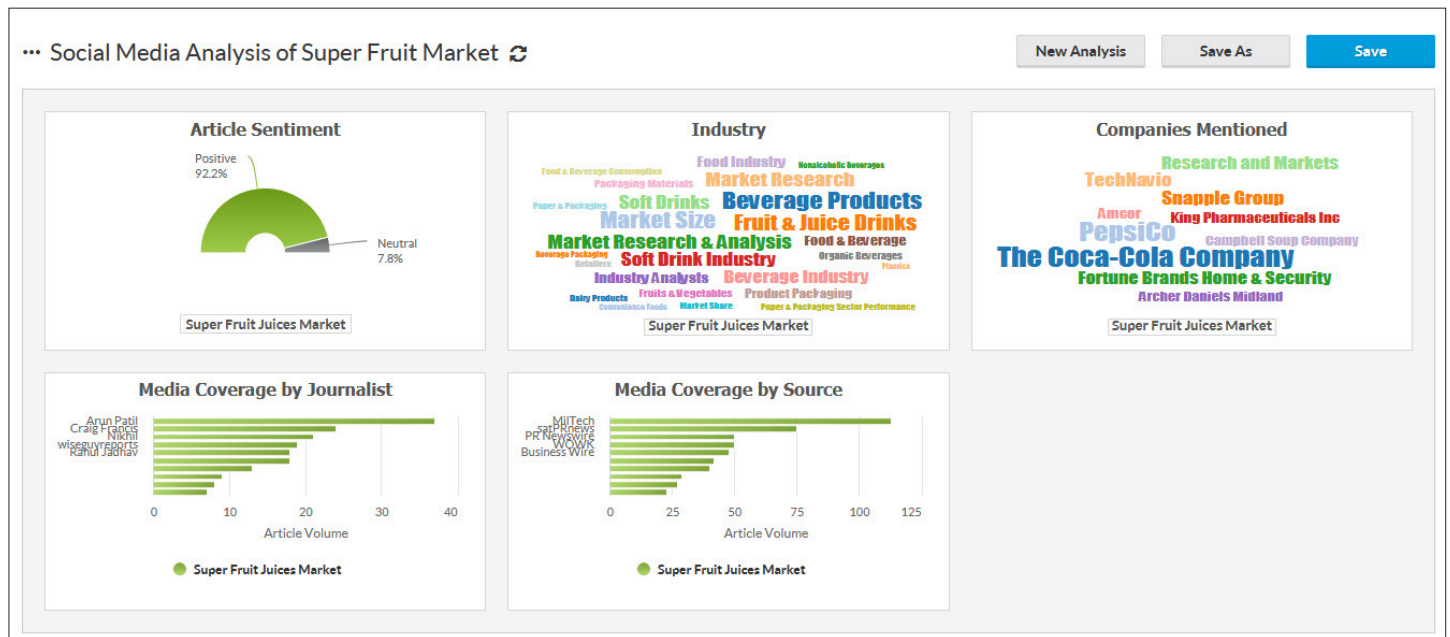 ... Social Media Analysis of Super Fruit Market
New Analysis
Save As
Save
Article Sentiment
Positive
92.2%
Neutral
7.8%
Super Fruit Juices Market
Industry
Food Industry
Nonalcoholic Beverages
Food & Beverage Consumption
Packaging Materials
Market Research
Paper & Packaging
Soft Drinks
Beverage Products
Market Size
Fruit & Juice Drinks
Market Research & Analysis
Food & Beverage
Beverage Packaging
Soft Drink Industry
Organic Beverages
Retailers
Plastics
Industry Analysts
Beverage Industry
Dairy Products
Fruits & Vegetables
Product Packaging
Convenience Foods
Market Share
Paper & Packaging Sector Performance
Super Fruit Juices Market
Companies Mentioned
Research and Markets
TechNavio
Snapple Group
Amcor
King Pharmaceuticals Inc
PepsiCo
Campbell Soup Company
The Coca-Cola Company
Fortune Brands Home & Security
Archer Daniels Midland
Super Fruit Juices Market
Media Coverage by Journalist
Arun Patil
Craig Francis
Nikhil
wiseguyreports
Rahul Jadhav
0 10 20 30 40
Article Volume
Super Fruit Juices Market
Media Coverage by Source
MilTech
satPRnews
PR Newswire
WOWK
Business Wire
0 25 50 75 100 125
Article Volume
Super Fruit Juices Market